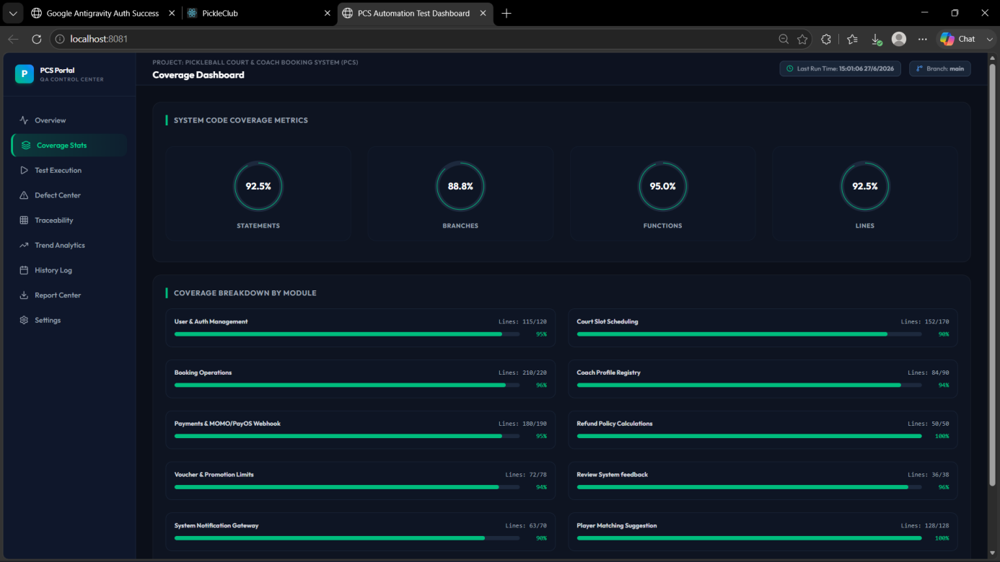 Google Antigravity Auth Success
PickleClub
PCS Automation Test Dashboard
localhost:8081
Chat
P
PCS Portal
QA CONTROL CENTER
PROJECT: PICKLEBALL COURT & COACH BOOKING SYSTEM (PCS)
Coverage Dashboard
Last Run Time: 15:01:06 27/6/2026
Branch: main
Overview
Coverage Stats
Test Execution
Defect Center
Traceability
Trend Analytics
History Log
Report Center
Settings
SYSTEM CODE COVERAGE METRICS
92.5%
88.8%
95.0%
92.5%
STATEMENTS
BRANCHES
FUNCTIONS
LINES
COVERAGE BREAKDOWN BY MODULE
User & Auth Management Lines: 115/120
95%
Court Slot Scheduling Lines: 152/170
90%
Booking Operations Lines: 210/220
96%
Coach Profile Registry Lines: 84/90
94%
Payments & MOMO/PayOS Webhook Lines: 180/190
95%
Refund Policy Calculations Lines: 50/50
100%
Voucher & Promotion Limits Lines: 72/78
94%
Review System feedback Lines: 36/38
96%
System Notification Gateway Lines: 63/70
90%
Player Matching Suggestion Lines: 128/128
100%